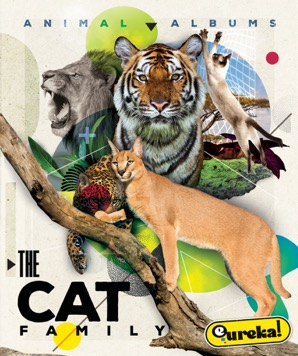 ANIMAL ALBUMS
THE
CAT
FAMILY
eureka!